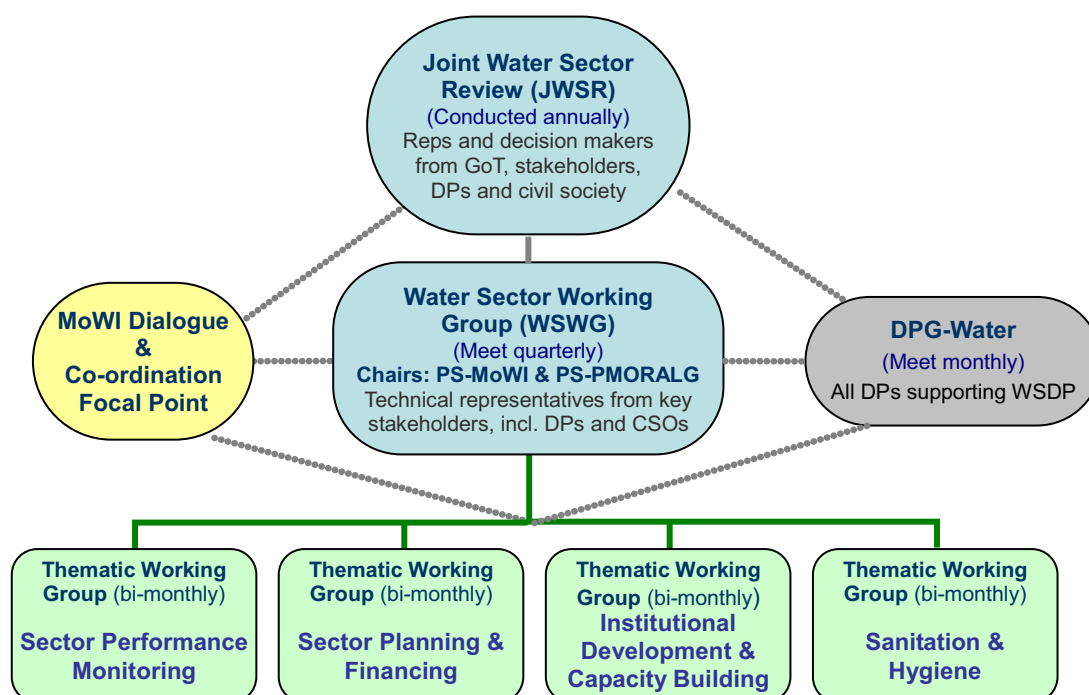 Joint Water Sector
Review (JWSR)
(Conducted annually)
Reps and decision makers
from GoT, stakeholders,
DPs and civil society
MoWI Dialogue
&
Co-ordination
Focal Point
Water Sector Working
Group (WSWG)
(Meet quarterly)
Chairs: PS-MoWI & PS-PMORALG
Technical representatives from key
stakeholders, incl. DPs and CSOs
DPG-Water
(Meet monthly)
All DPs supporting WSDP
Thematic Working
Group (bi-monthly)
Sector Performance
Monitoring
Thematic Working
Group (bi-monthly)
Sector Planning &
Financing
Thematic Working
Group (bi-monthly)
Institutional
Development &
Capacity Building
Thematic Working
Group (bi-monthly)
Sanitation &
Hygiene